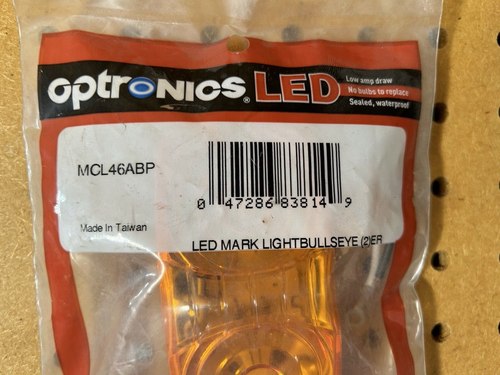 OPTRONICS® LED
Low amp draw
No bulbs to replace
Sealed, waterproof
MCL46ABP
0 47286 83814 9
Made In Taiwan
LED MARK LIGHTBULLSEYE (2)ER